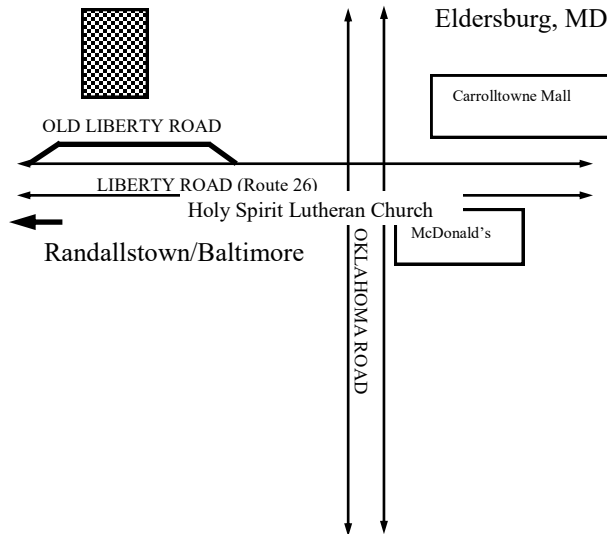 Eldersburg, MD
Carrolltowne Mall
OLD LIBERTY ROAD
LIBERTY ROAD (Route 26)
Holy Spirit Lutheran Church
McDonald's
Randallstown/Baltimore
OKLAHOMA ROAD